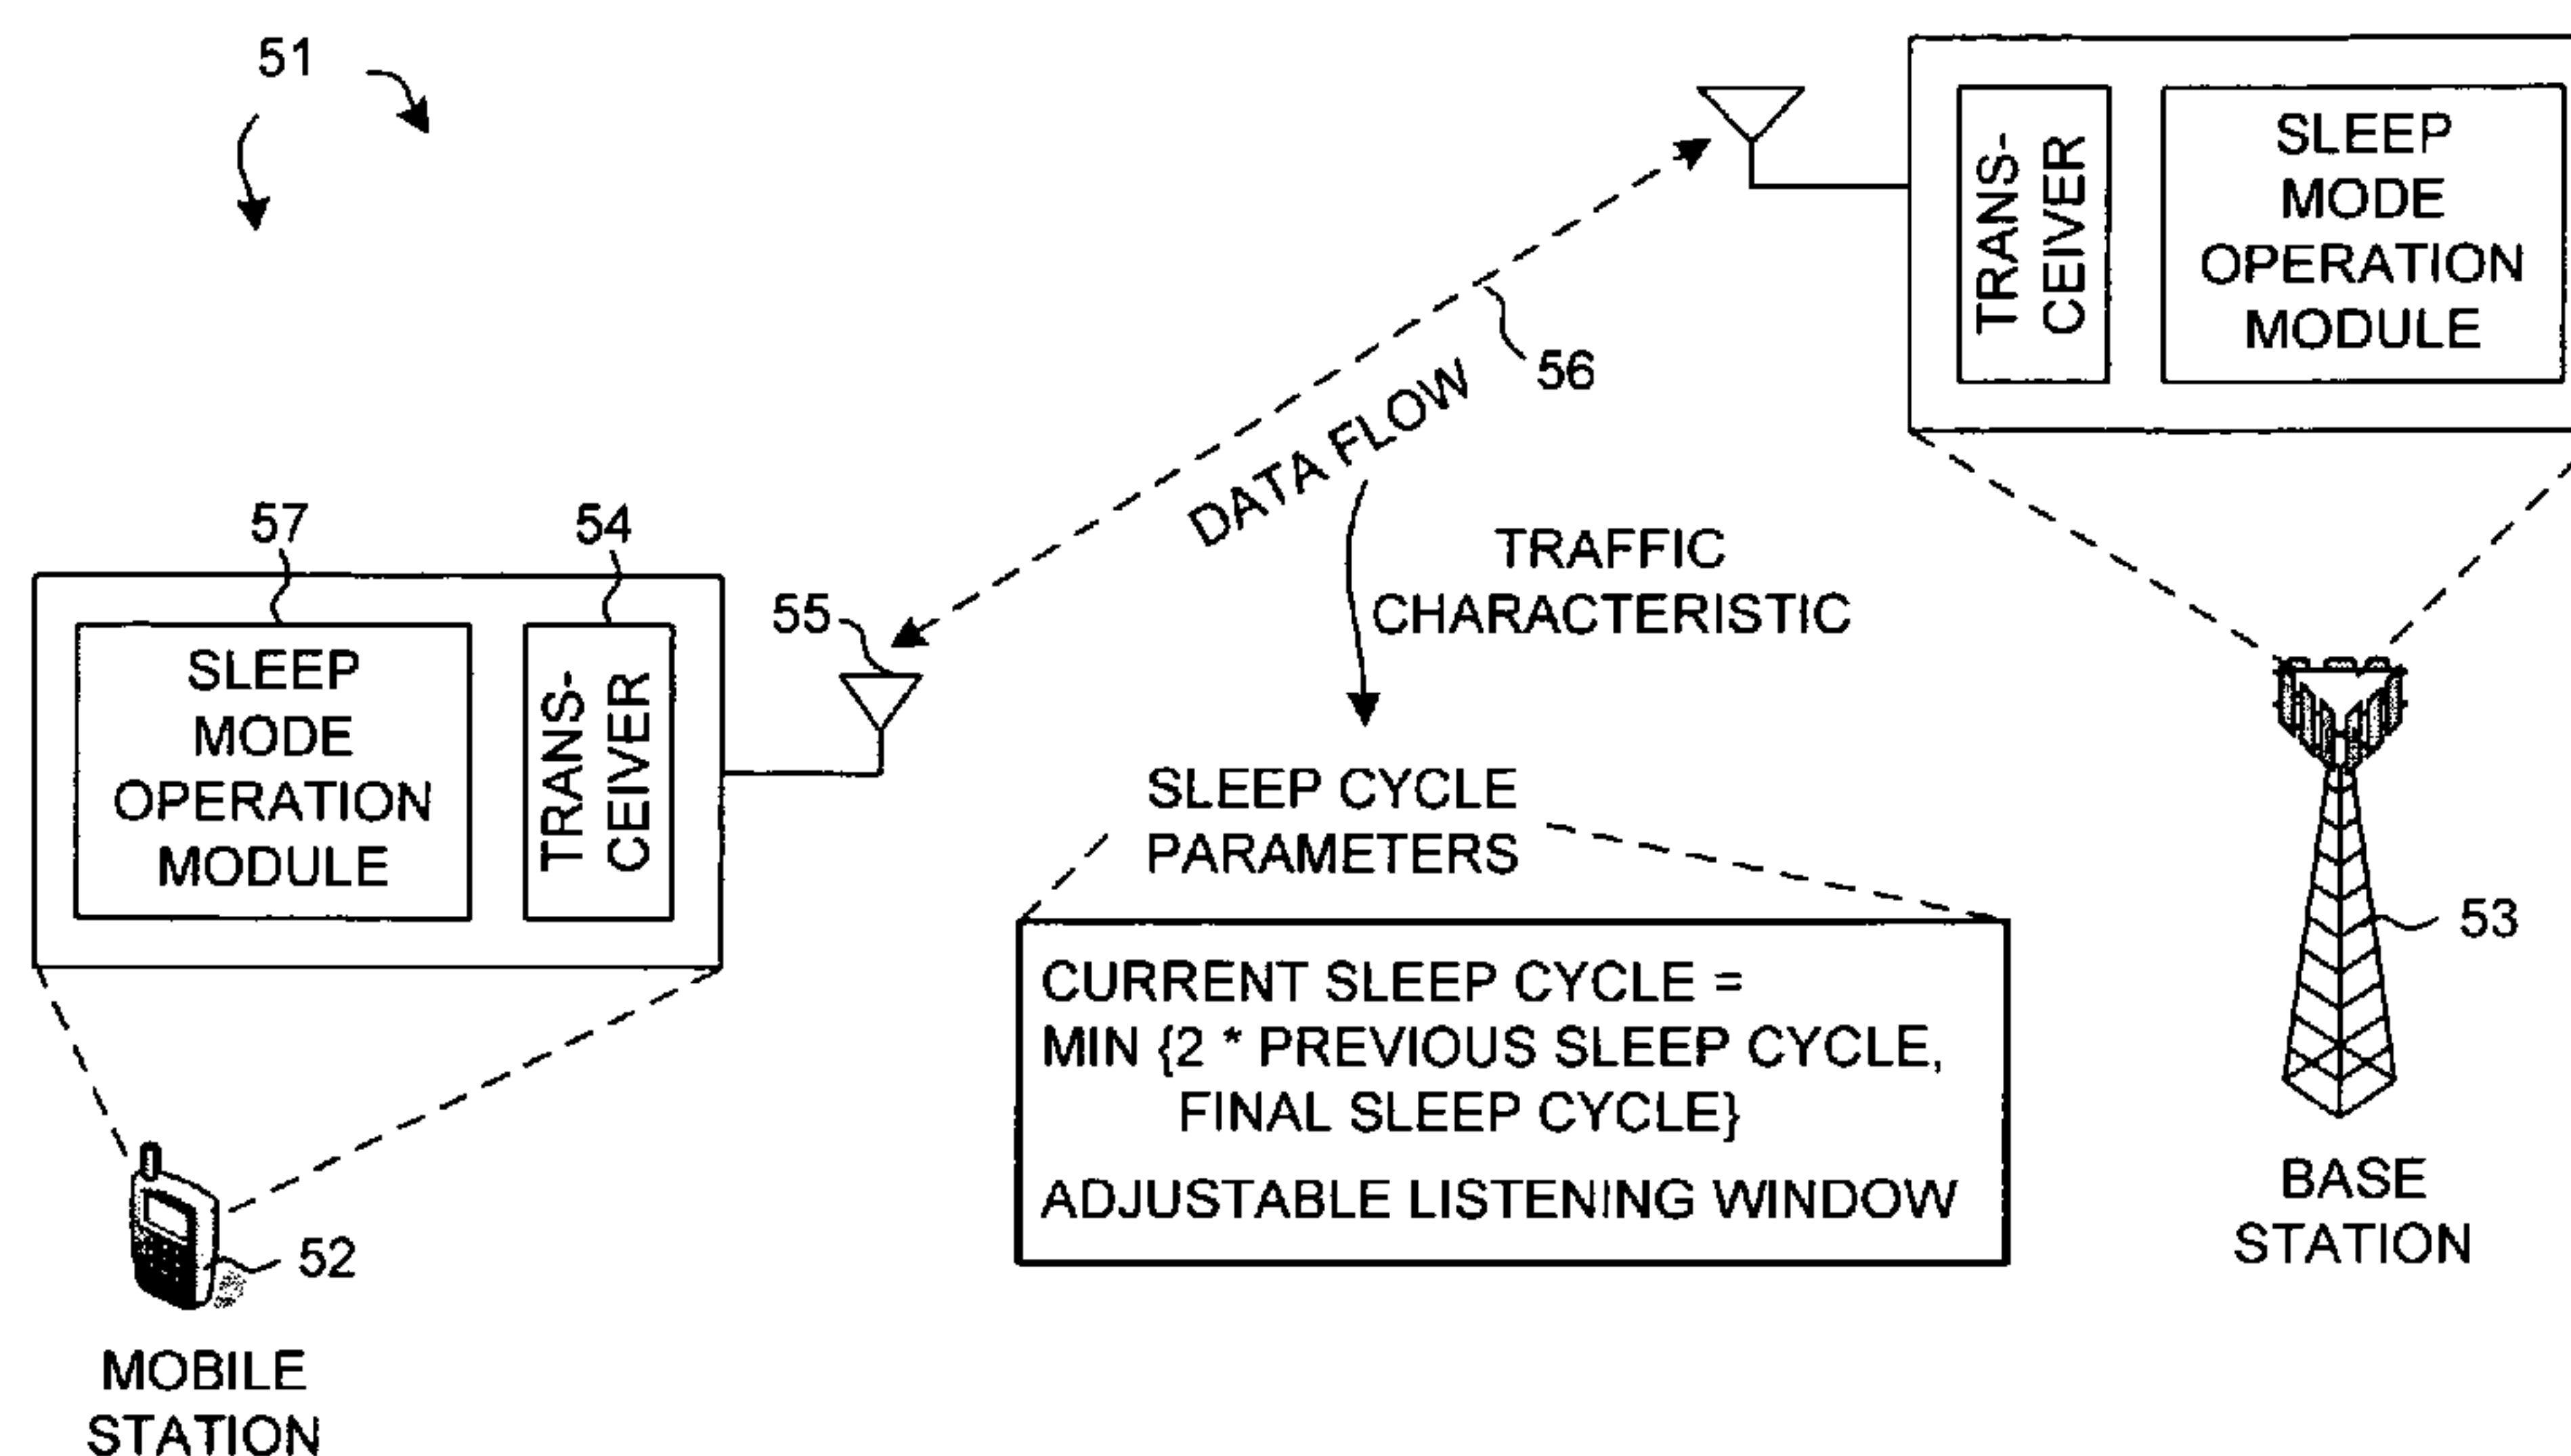 51
TRANS-
CEIVER
SLEEP
MODE
OPERATION
MODULE
56
DATA FLOW
57
54
55
SLEEP
MODE
OPERATION
MODULE
TRANS-
CEIVER
TRAFFIC
CHARACTERISTIC
SLEEP CYCLE
PARAMETERS
CURRENT SLEEP CYCLE =
MIN {2 * PREVIOUS SLEEP CYCLE,
FINAL SLEEP CYCLE}
ADJUSTABLE LISTENING WINDOW
53
BASE
STATION
52
MOBILE
STATION